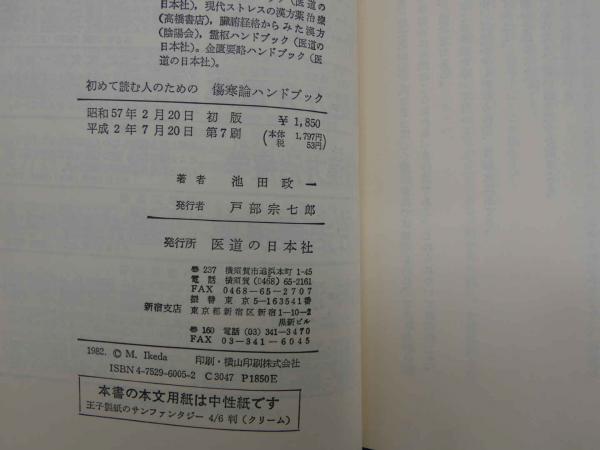 日本社),現代ストレスの漢方薬治療
(高橋書店),臓腑経絡からみた漢方
(陰陽会),霊枢ハンドブック(医道の
日本社)。金匱要略ハンドブック(医
道の日本社)。
初めて読む人のための 傷寒論ハンドブック
昭和57年2月20日 初版 ¥1,850
平成2年7月20日 第7刷 (本体 1,797円 税 53円)
著者 池田政一
発行者 戸部宗七郎
発行所 医道の日本社
〠237 横須賀市追浜本町1-45
電話 (0468) 65-2161
FAX 0468-65-2707
振替 東京5-163541番
新宿支店 東京都新宿区新宿1-10-2
黒新ビル
〠160 電話(03)341-3470
FAX 03-341-6045
1982. © M. Ikeda 印刷・横山印刷株式会社
ISBN4-7529-6005-2 C3047 P1850E
本書の本文用紙は中性紙です
王子製紙のサンファンタジー 4/6判(クリーム)